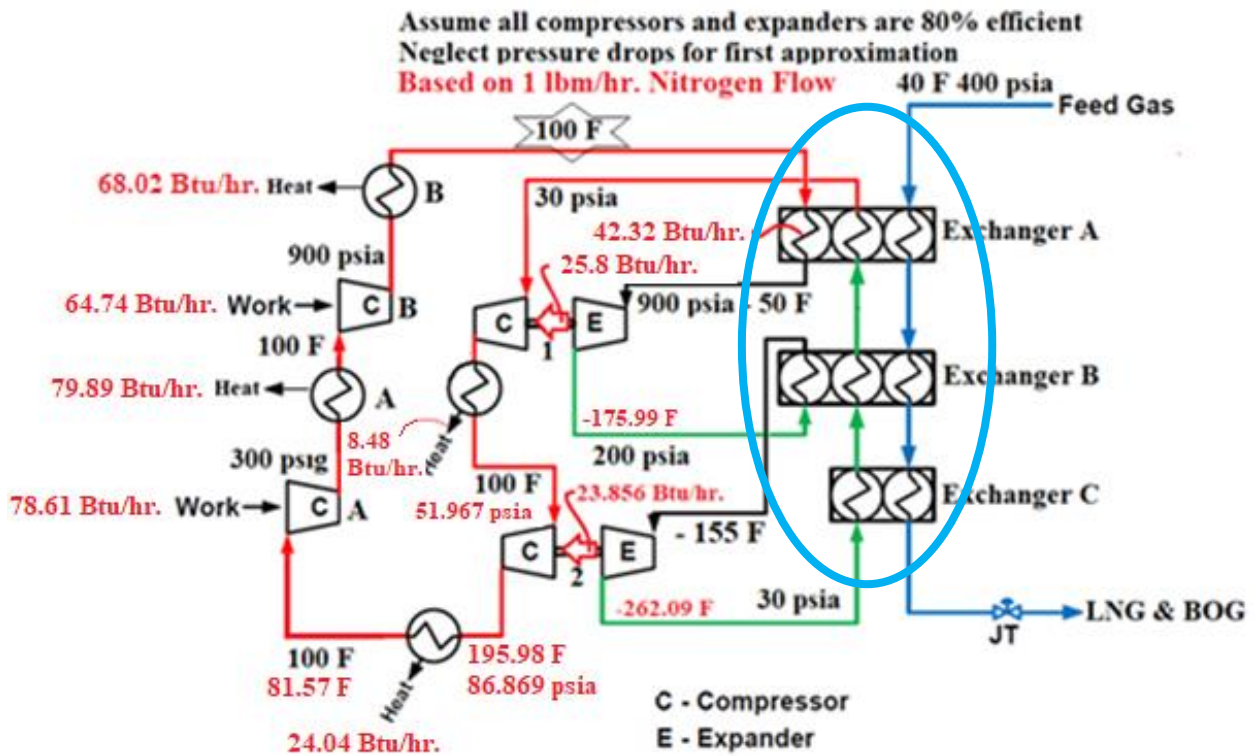 Assume all compressors and expanders are 80% efficient
Neglect pressure drops for first approximation
Based on 1 lbm/hr. Nitrogen Flow
40 F 400 psia
Feed Gas
100 F
68.02 Btu/hr. Heat
B
30 psia
42.32 Btu/hr.
Exchanger A
900 psia
25.8 Btu/hr.
900 psia - 50 F
64.74 Btu/hr. Work
C B
C
E
1
100 F
Exchanger B
79.89 Btu/hr. Heat
A
-175.99 F
8.48
Btu/hr.
Heat
200 psia
300 psig
100 F
23.856 Btu/hr.
Exchanger C
51.967 psia
78.61 Btu/hr. Work
C A
- 155 F
C
E
2
-262.09 F
30 psia
LNG & BOG
JT
100 F
195.98 F
81.57 F
86.869 psia
Heat
24.04 Btu/hr.
C - Compressor
E - Expander